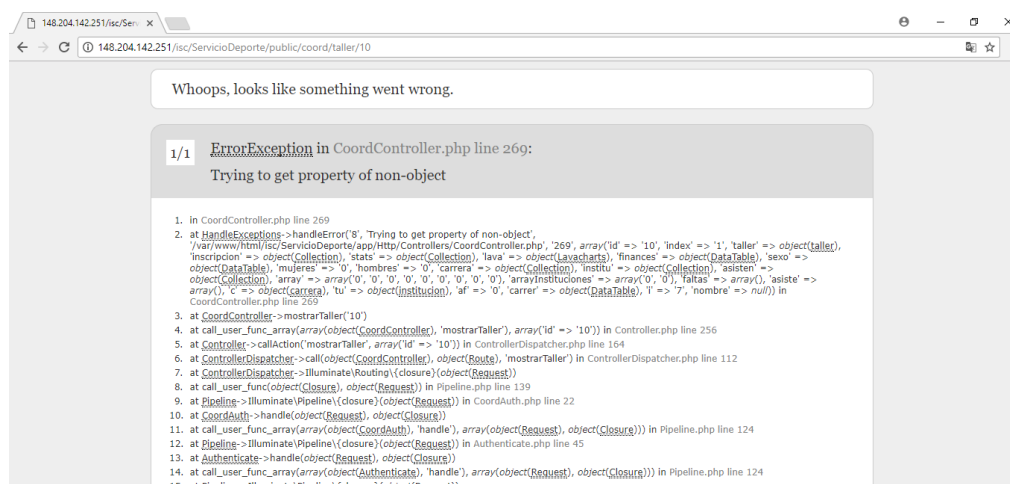 148.204.142.251/isc/Serv
148.204.142.251/isc/ServicioDeporte/public/coord/taller/10
Whoops, looks like something went wrong.
1/1
ErrorException in CoordController.php line 269:
Trying to get property of non-object
1. in CoordController.php line 269
2. at HandleExceptions->handleError('8', 'Trying to get property of non-object',
'/var/www/html/isc/ServicioDeporte/app/Http/Controllers/CoordController.php', '269', array('id' => '10', 'index' => '1', 'taller' => object(taller),
'inscripcion' => object(Collection), 'stats' => object(Collection), 'lava' => object(Lavacharts), 'finances' => object(DataTable), 'sexo' =>
object(DataTable), 'mujeres' => '0', 'hombres' => '0', 'carrera' => object(Collection), 'institu' => object(Collection), 'asisten' =>
object(Collection), 'array' => array('0', '0', '0', '0', '0', '0', '0', '0', '0'), 'arrayInstituciones' => array('0', '0'), 'faltas' => array(), 'asiste' =>
array(), 'c' => object(carrera), 'tu' => object(institucion), 'af' => '0', 'carrer' => object(DataTable), 'i' => '7', 'nombre' => null)) in
CoordController.php line 269
3. at CoordController->mostrarTaller('10')
4. at call_user_func_array(array(object(CoordController), 'mostrarTaller'), array('id' => '10')) in Controller.php line 256
5. at Controller->callAction('mostrarTaller', array('id' => '10')) in ControllerDispatcher.php line 164
6. at ControllerDispatcher->call(object(CoordController), object(Route), 'mostrarTaller') in ControllerDispatcher.php line 112
7. at ControllerDispatcher->Illuminate\Routing\{closure}(object(Request))
8. at call_user_func(object(Closure), object(Request)) in Pipeline.php line 139
9. at Pipeline->Illuminate\Pipeline\{closure}(object(Request)) in CoordAuth.php line 22
10. at CoordAuth->handle(object(Request), object(Closure))
11. at call_user_func_array(array(object(CoordAuth), 'handle'), array(object(Request), object(Closure))) in Pipeline.php line 124
12. at Pipeline->Illuminate\Pipeline\{closure}(object(Request)) in Authenticate.php line 45
13. at Authenticate->handle(object(Request), object(Closure))
14. at call_user_func_array(array(object(Authenticate), 'handle'), array(object(Request), object(Closure))) in Pipeline.php line 124